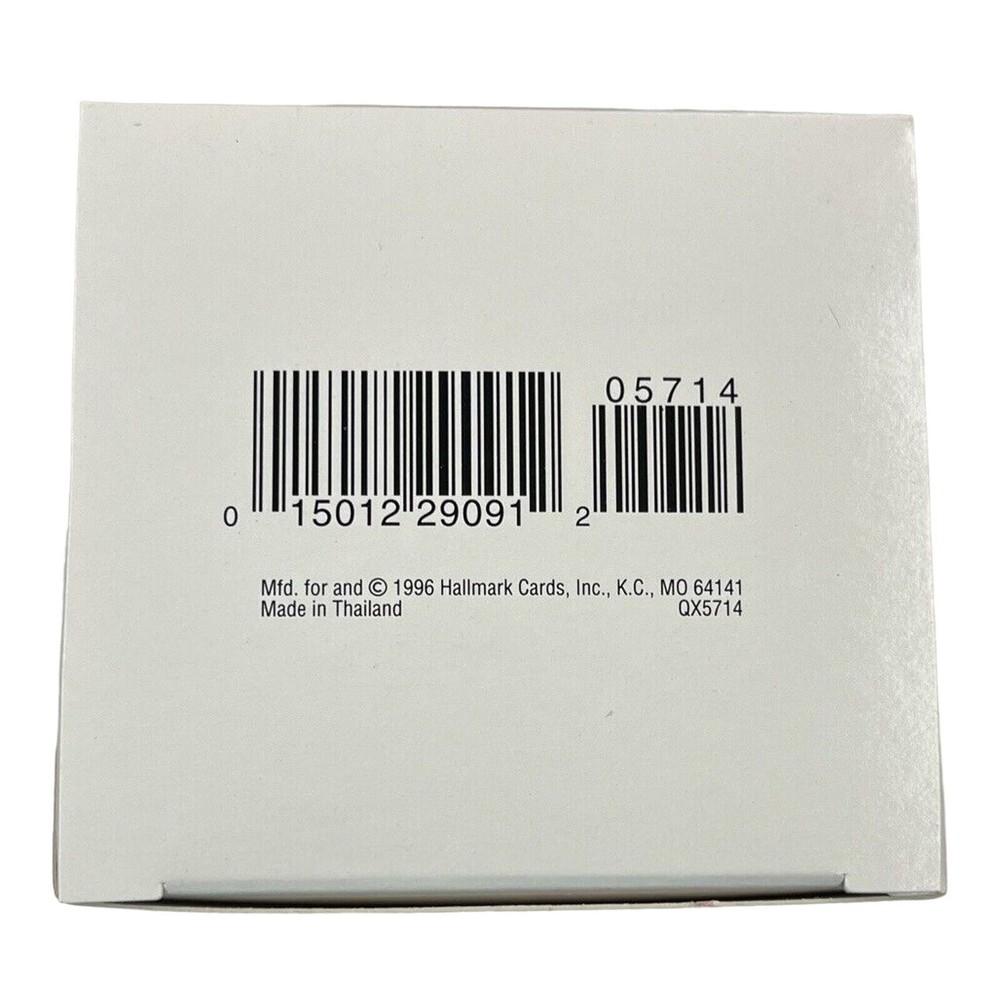 05714
0 15012 29091 2
Mfd. for and © 1996 Hallmark Cards, Inc., K.C., MO 64141
Made in Thailand QX5714